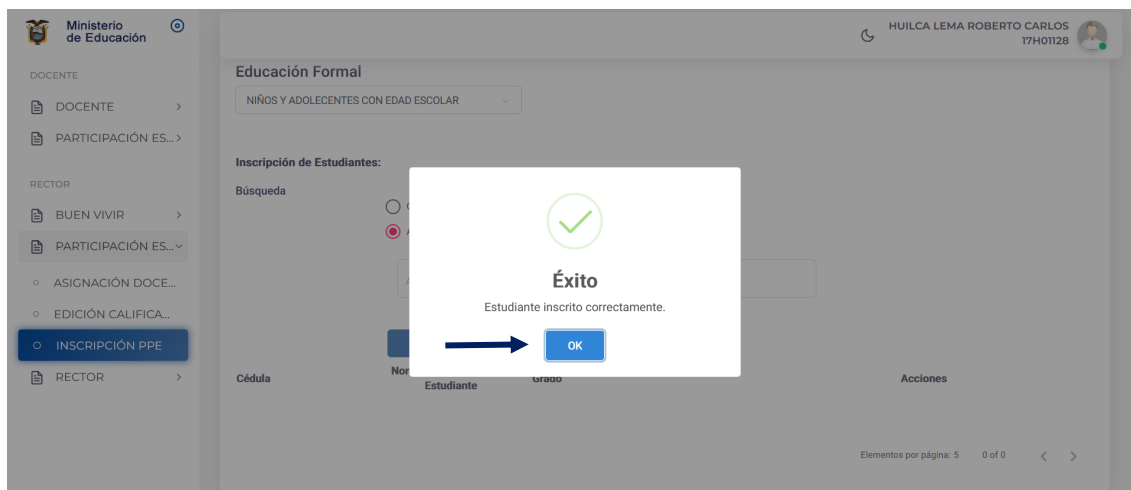 Ministerio
de Educación
HUILCA LEMA ROBERTO CARLOS
17H01128
DOCENTE
DOCENTE
PARTICIPACIÓN ES...
RECTOR
BUEN VIVIR
PARTICIPACIÓN ES...
ASIGNACIÓN DOCE...
EDICIÓN CALIFICA...
INSCRIPCIÓN PPE
RECTOR
Educación Formal
NIÑOS Y ADOLECENTES CON EDAD ESCOLAR
Inscripción de Estudiantes:
Búsqueda
Éxito
Estudiante inscrito correctamente.
OK
Cédula
Estudiante
Grado
Acciones
Elementos por página: 5 0 of 0